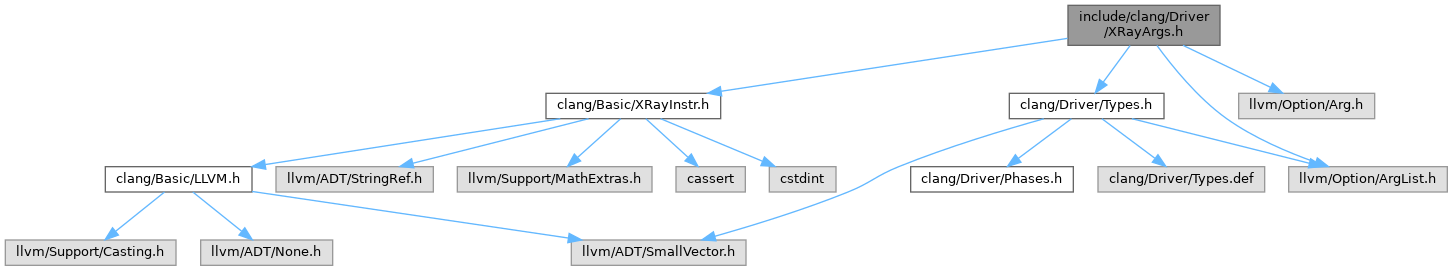 include/clang/Driver
/XRayArgs.h
clang/Basic/XRayInstr.h
clang/Driver/Types.h
llvm/Option/Arg.h
clang/Basic/LLVM.h
llvm/ADT/StringRef.h
llvm/Support/MathExtras.h
cassert
cstdint
clang/Driver/Phases.h
clang/Driver/Types.def
llvm/Option/ArgList.h
llvm/Support/Casting.h
llvm/ADT/None.h
llvm/ADT/SmallVector.h